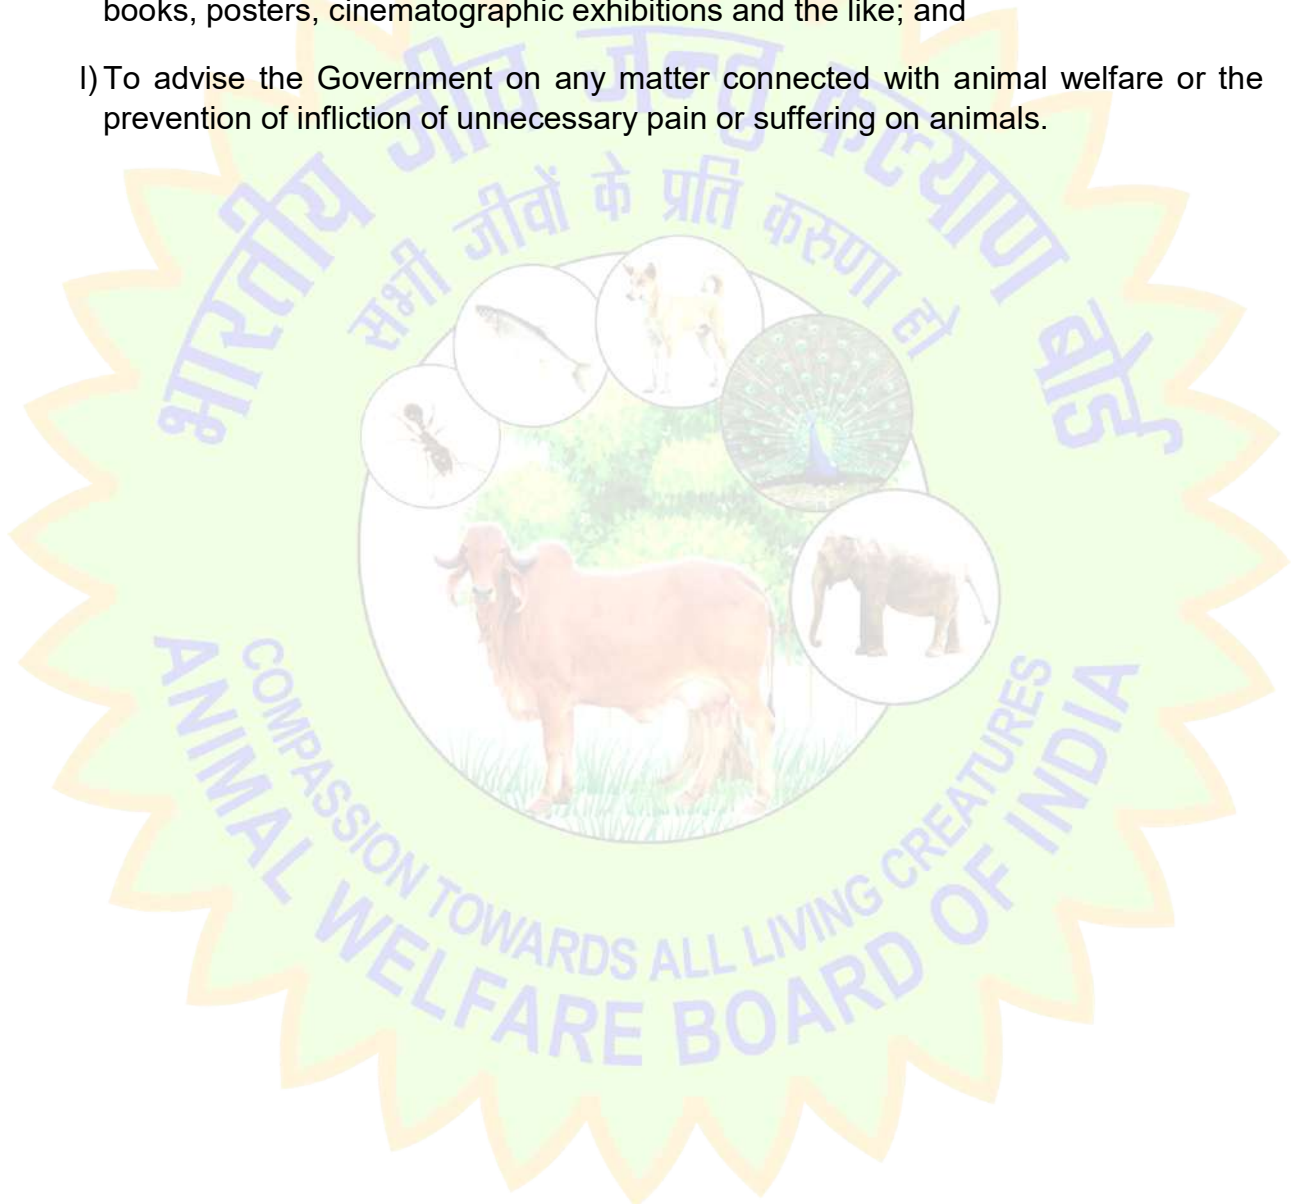 books, posters, cinematographic exhibitions and the like; and
l) To advise the Government on any matter connected with animal welfare or the
prevention of infliction of unnecessary pain or suffering on animals.
भारतीय जीव जन्तु कल्याण बोर्ड
सभी जीवों के प्रति करुणा हो
COMPASSION TOWARDS ALL LIVING CREATURES
ANIMAL WELFARE BOARD OF INDIA